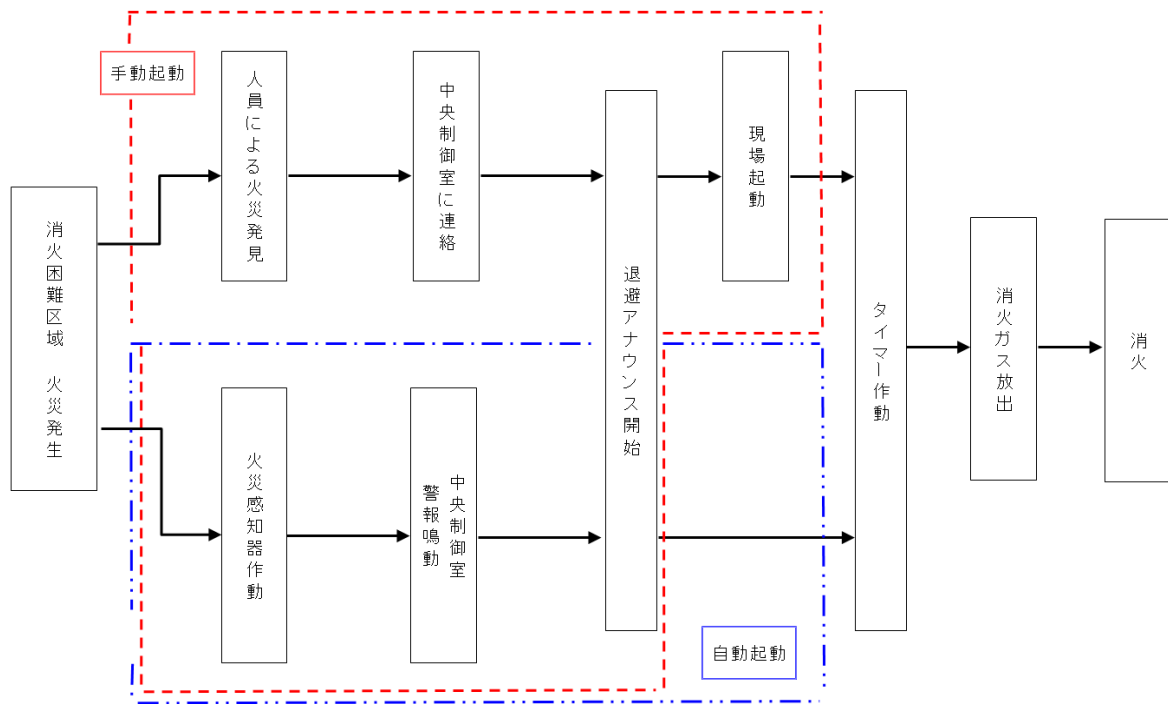 手動起動
消火困難区域 火災発生
人員による火災発見
中央制御室に連絡
退避アナウンス開始
現場起動
火災感知器作動
中央制御室
警報鳴動
自動起動
タイマー作動
消火ガス放出
消火